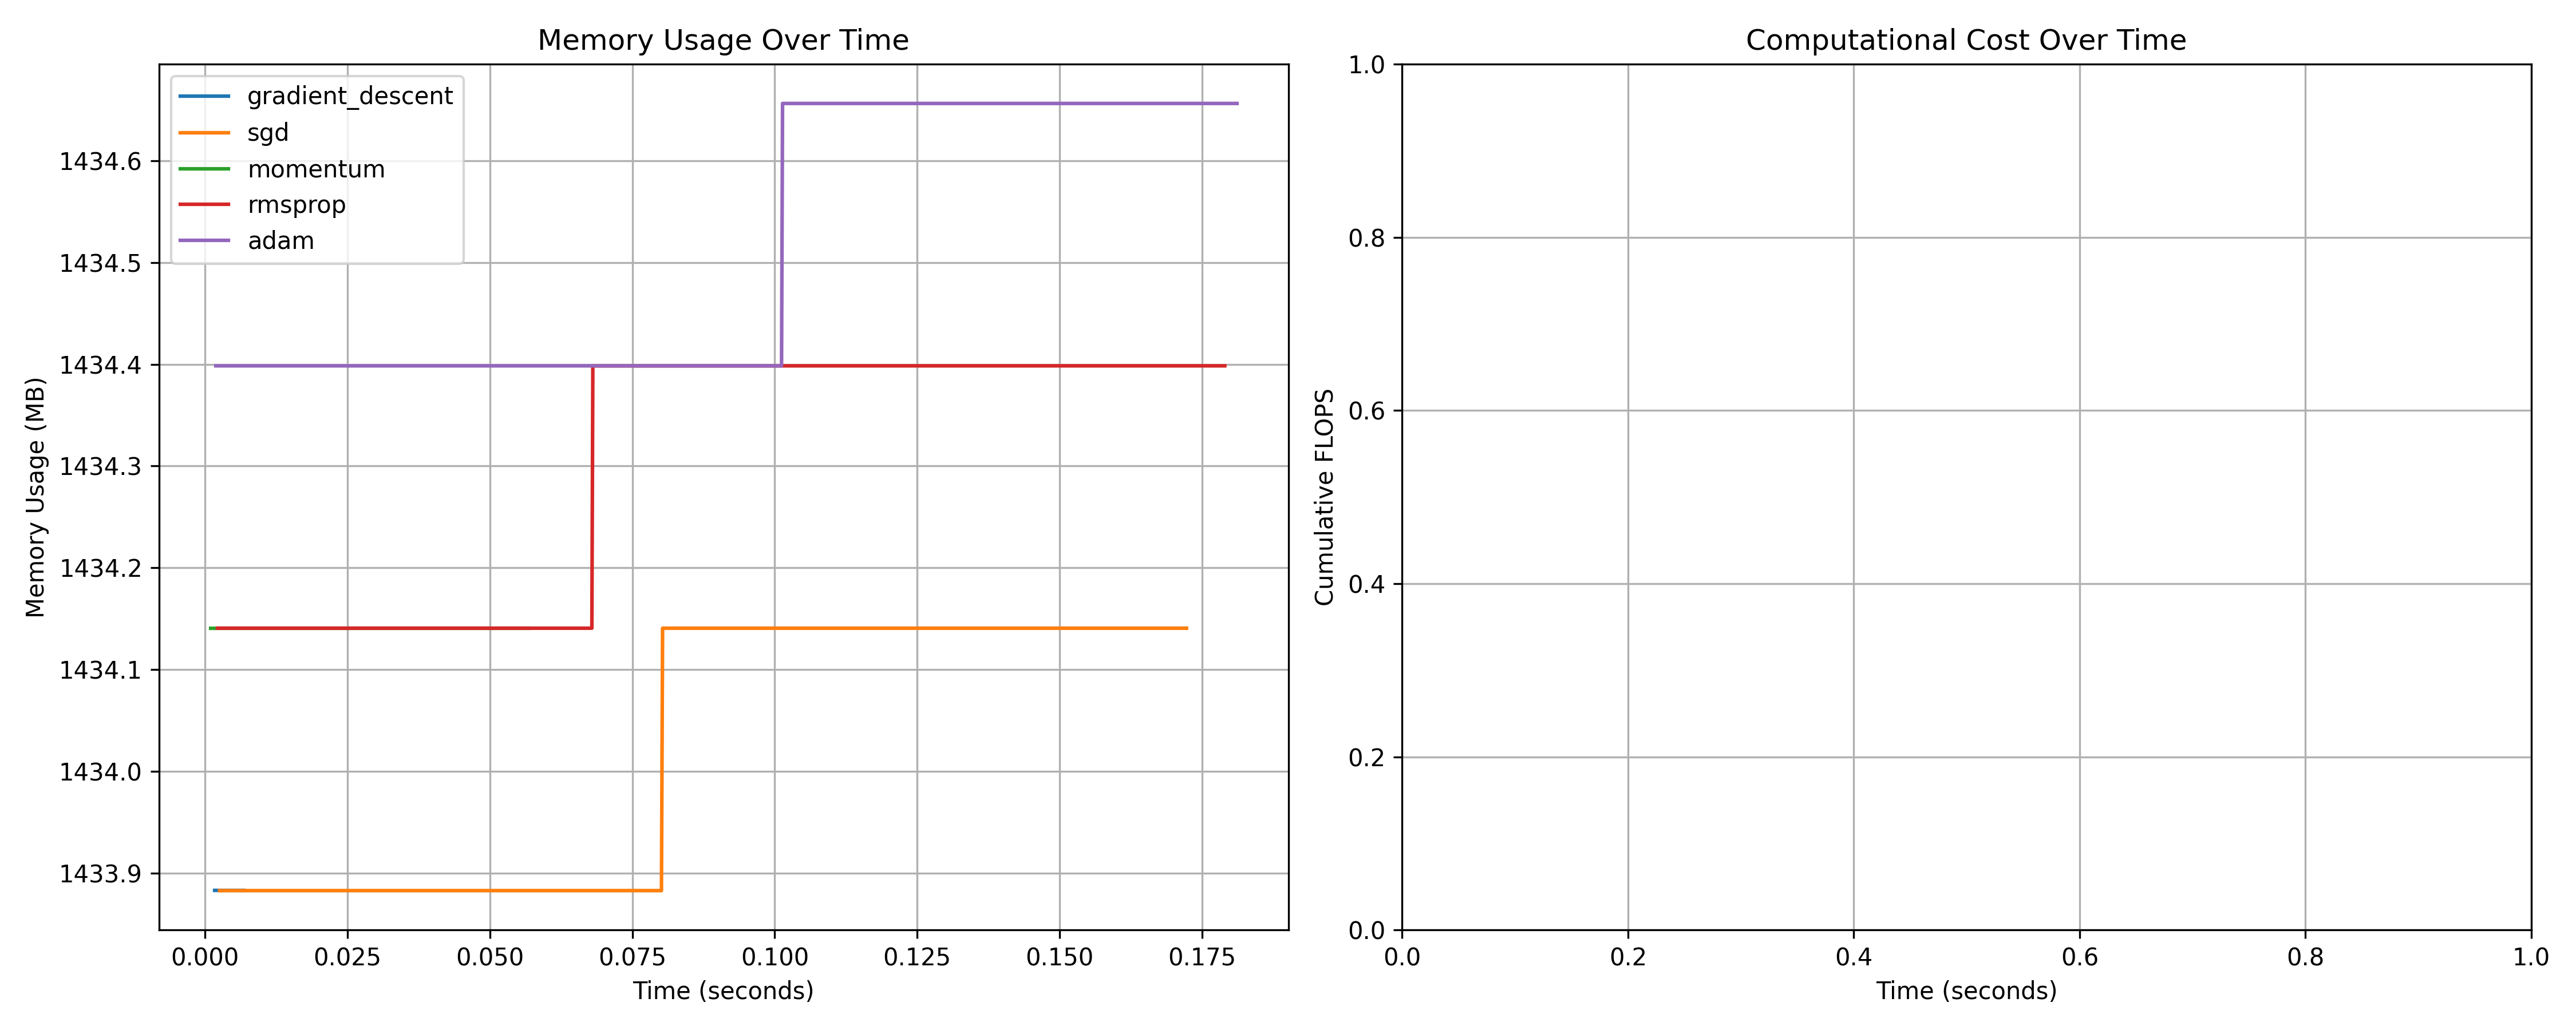 Memory Usage Over Time
Memory Usage (MB)
1434.6
1434.5
1434.4
1434.3
1434.2
1434.1
1434.0
1433.9
gradient_descent
sgd
momentum
rmsprop
adam
0.000 0.025 0.050 0.075 0.100 0.125 0.150 0.175
Time (seconds)
Computational Cost Over Time
Cumulative FLOPS
1.0
0.8
0.6
0.4
0.2
0.0
0.0 0.2 0.4 0.6 0.8 1.0
Time (seconds)